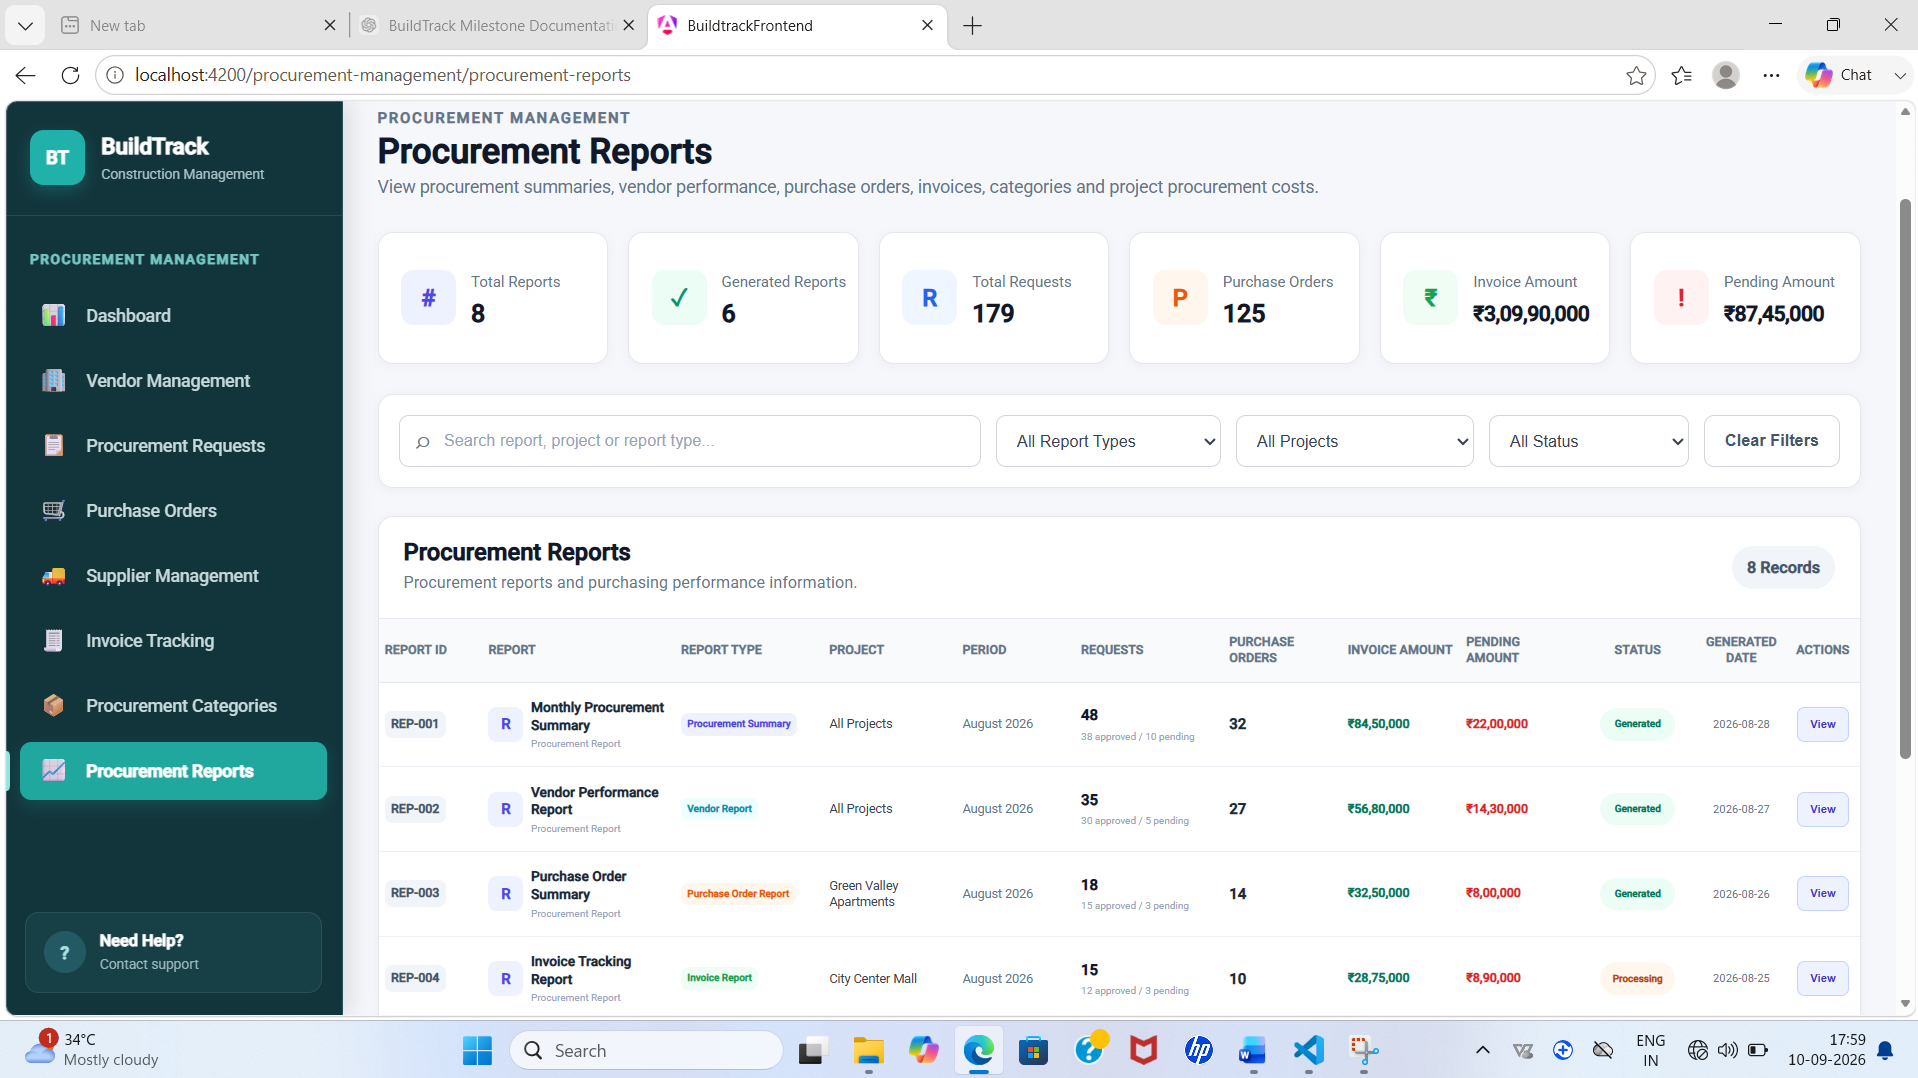 New tab
BuildTrack Milestone Documentati
BuildtrackFrontend
localhost:4200/procurement-management/procurement-reports
Chat
BT
BuildTrack
Construction Management
PROCUREMENT MANAGEMENT
Dashboard
Vendor Management
Procurement Requests
Purchase Orders
Supplier Management
Invoice Tracking
Procurement Categories
Procurement Reports
?
Need Help?
Contact support
PROCUREMENT MANAGEMENT
Procurement Reports
View procurement summaries, vendor performance, purchase orders, invoices, categories and project procurement costs.
#
Total Reports
8
✓
Generated Reports
6
R
Total Requests
179
P
Purchase Orders
125
₹
Invoice Amount
₹3,09,90,000
!
Pending Amount
₹87,45,000
Search report, project or report type...
All Report Types
All Projects
All Status
Clear Filters
Procurement Reports
Procurement reports and purchasing performance information.
8 Records
REPORT ID REPORT REPORT TYPE PROJECT PERIOD REQUESTS PURCHASE ORDERS INVOICE AMOUNT PENDING AMOUNT STATUS GENERATED DATE ACTIONS
REP-001 R Monthly Procurement Summary Procurement Report Procurement Summary All Projects August 2026 48 38 approved / 10 pending 32 ₹84,50,000 ₹22,00,000 Generated 2026-08-28 View
REP-002 R Vendor Performance Report Procurement Report Vendor Report All Projects August 2026 35 30 approved / 5 pending 27 ₹56,80,000 ₹14,30,000 Generated 2026-08-27 View
REP-003 R Purchase Order Summary Procurement Report Purchase Order Report Green Valley Apartments August 2026 18 15 approved / 3 pending 14 ₹32,50,000 ₹8,00,000 Generated 2026-08-26 View
REP-004 R Invoice Tracking Report Procurement Report Invoice Report City Center Mall August 2026 15 12 approved / 3 pending 10 ₹28,75,000 ₹8,90,000 Processing 2026-08-25 View
1
34°C
Mostly cloudy
Search
ENG
IN
17:59
10-09-2026